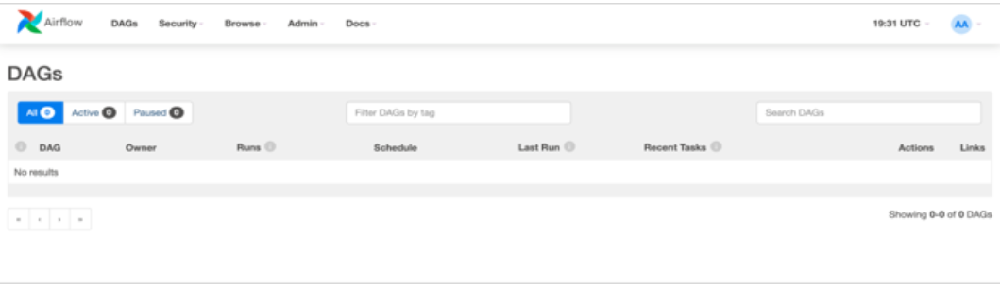 Airflow DAGs Security Browse Admin Docs 19:31 UTC AA
DAGs
All 0 Active 0 Paused 0 Filter DAGs by tag Search DAGs
i DAG Owner Runs i Schedule Last Run i Recent Tasks i Actions Links
No results
« ‹ › » Showing 0-0 of 0 DAGs